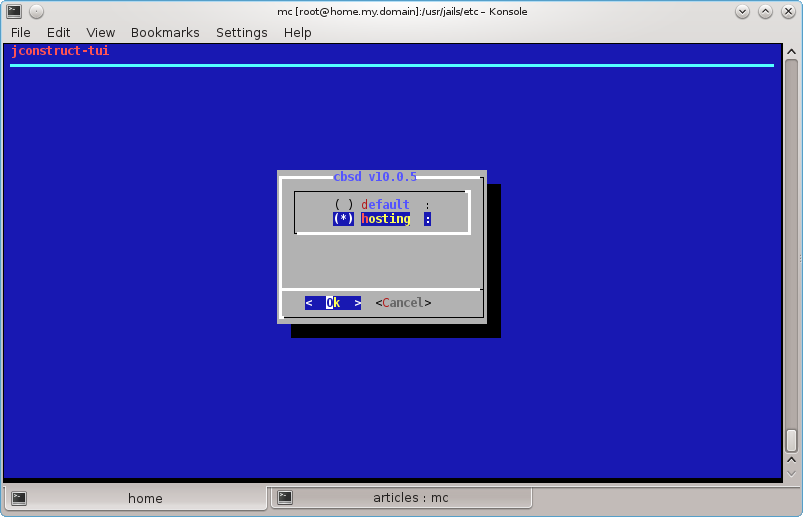 mc [root@home.my.domain]:/usr/jails/etc – Konsole
File Edit View Bookmarks Settings Help
jconstruct-tui
cbsd v10.0.5
( ) default :
(*) hosting :
< Ok > <Cancel>
home
articles : mc